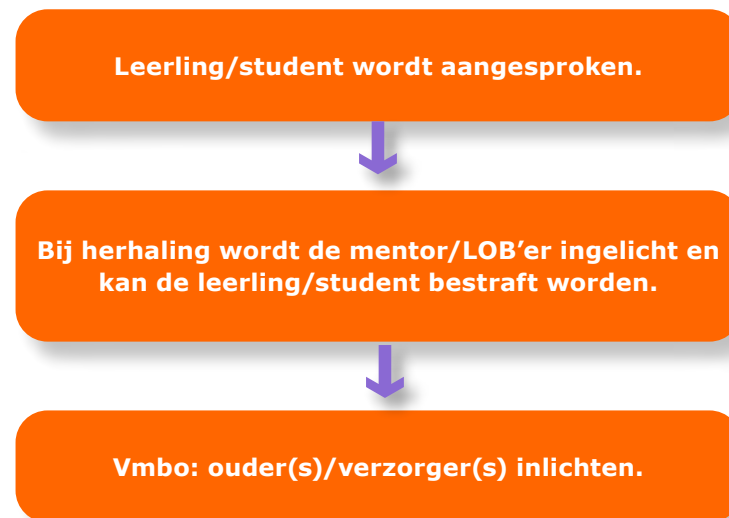 Leerling/student wordt aangesproken.
Bij herhaling wordt de mentor/LOB’er ingelicht en
kan de leerling/student bestraft worden.
Vmbo: ouder(s)/verzorger(s) inlichten.